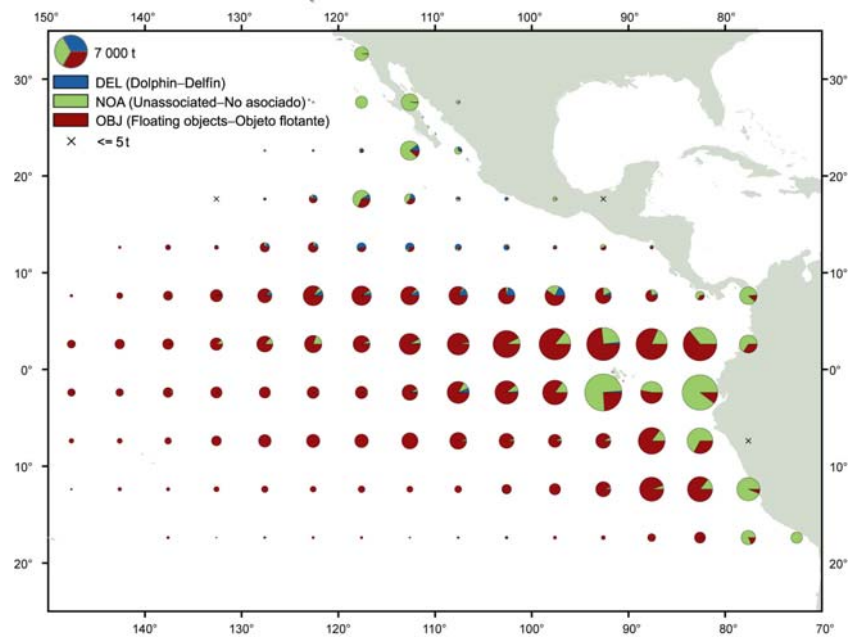 150° 140° 130° 120° 110° 100° 90° 80°
7 000 t
30° 30°
DEL (Dolphin–Delfín)
NOA (Unassociated–No asociado)
OBJ (Floating objects–Objeto flotante)
<= 5 t
20° 20°
10° 10°
0° 0°
10° 10°
20° 20°
140° 130° 120° 110° 100° 90° 80° 70°